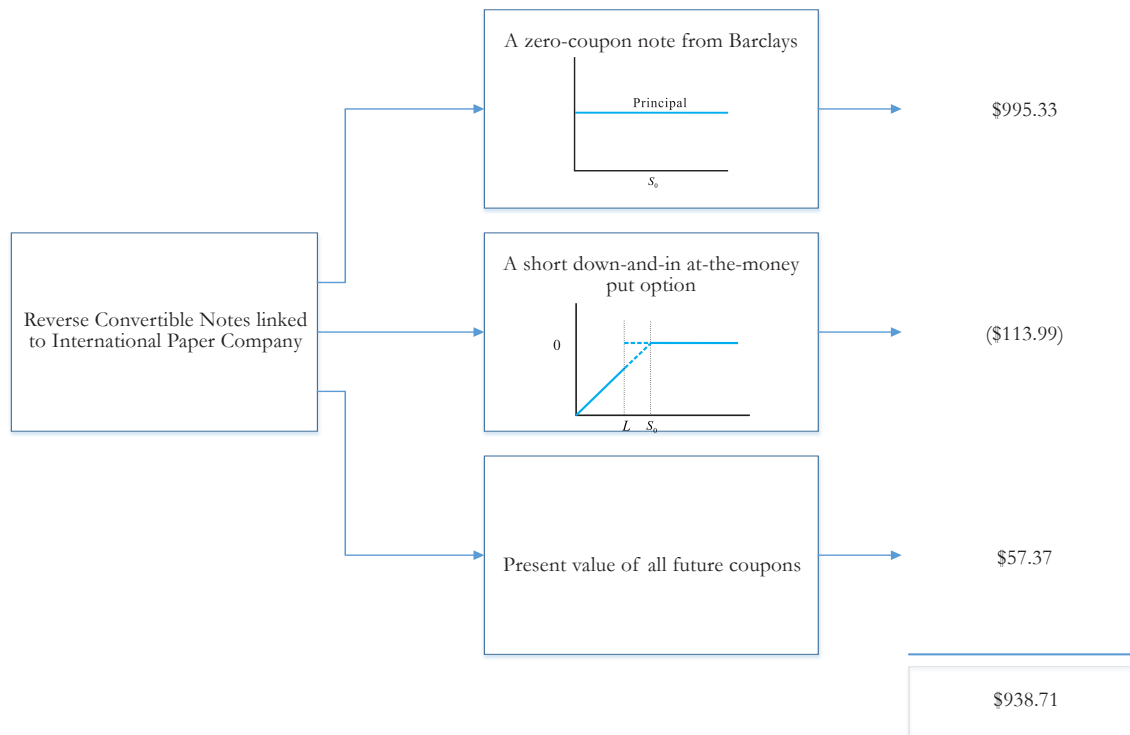 A zero-coupon note from Barclays
Principal
S₀
$995.33
Reverse Convertible Notes linked
to International Paper Company
A short down-and-in at-the-money
put option
0
L S₀
($113.99)
Present value of all future coupons
$57.37
$938.71